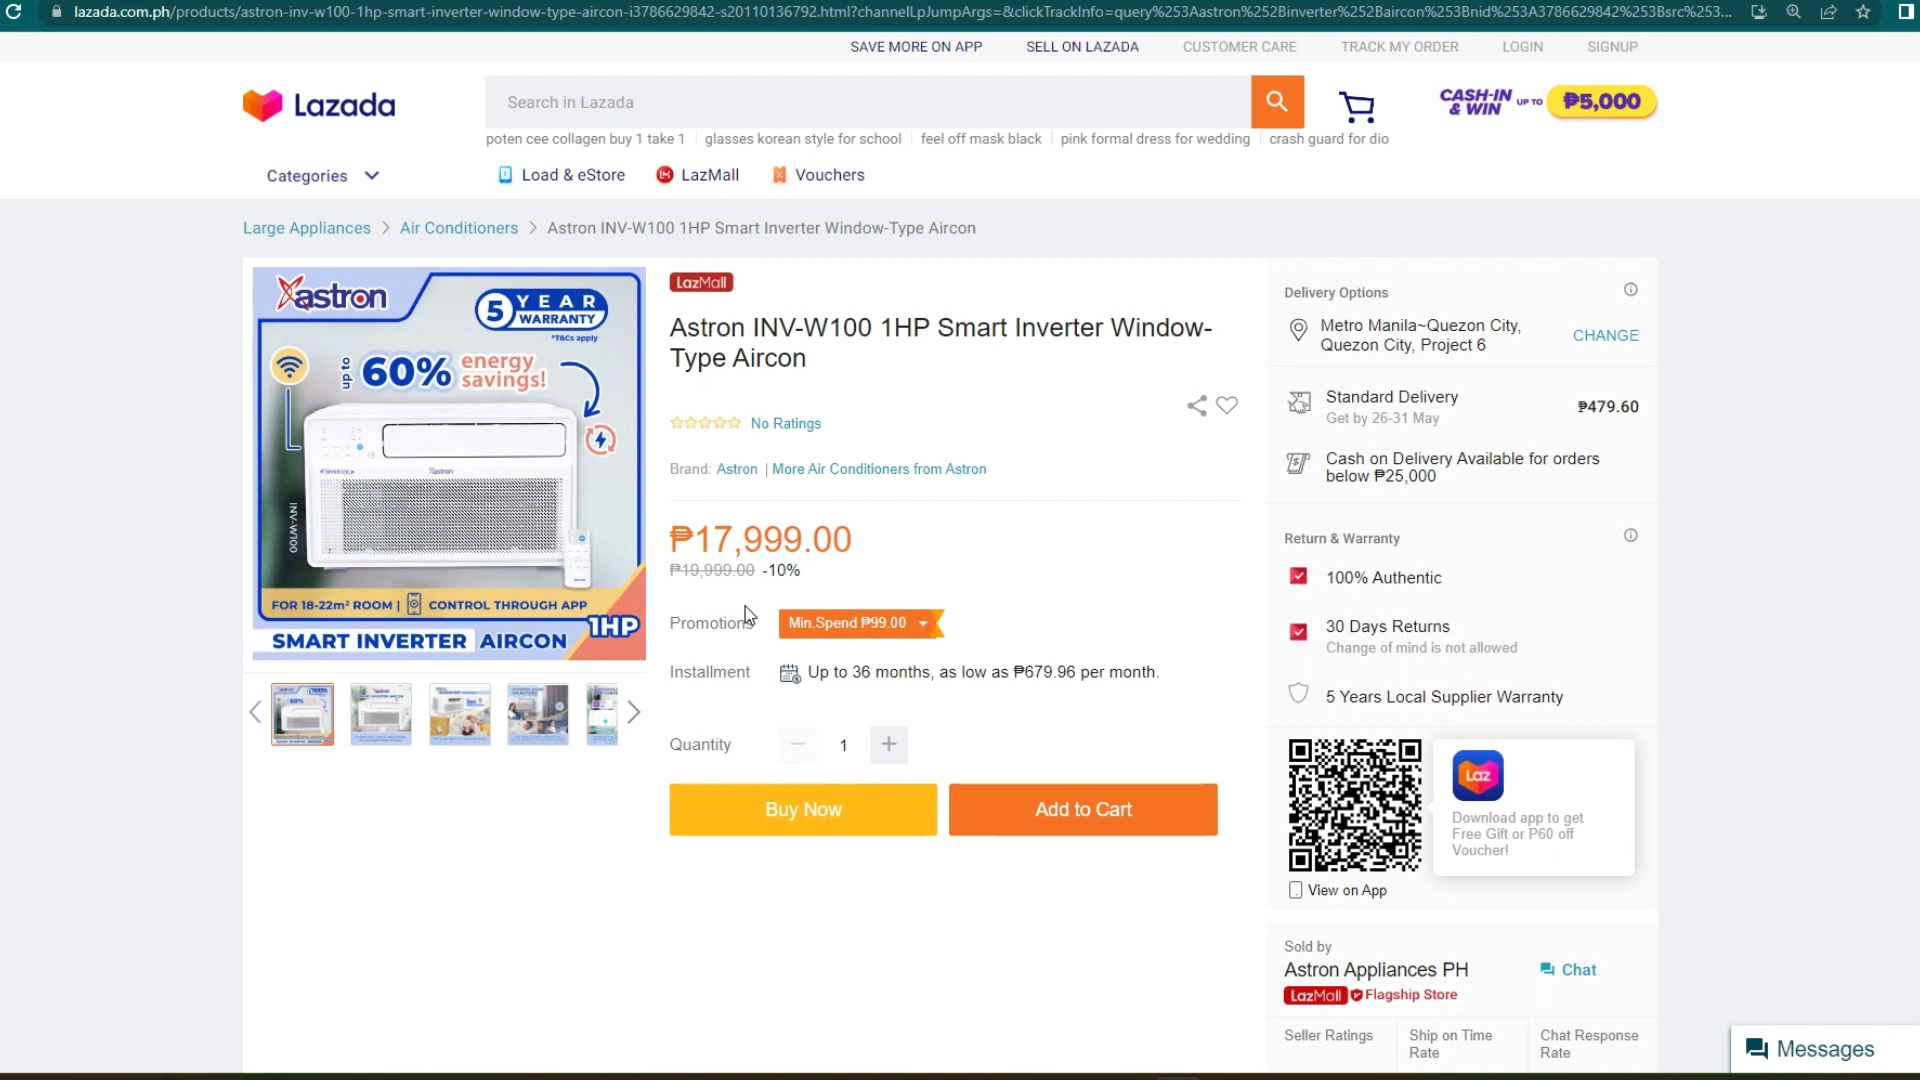 lazada.com.ph/products/astron-inv-w100-1hp-smart-inverter-window-type-aircon-i3786629842-s20110136792.html?channelLpJumpArgs=&clickTrackInfo=query%253Aastron%252Binverter%252Baircon%253Bnid%253A3786629842%253Bsrc%253...
SAVE MORE ON APP
SELL ON LAZADA
CUSTOMER CARE
TRACK MY ORDER
LOGIN
SIGNUP
Lazada
Search in Lazada
CASH-IN & WIN UP TO ₱5,000
poten cee collagen buy 1 take 1
glasses korean style for school
feel off mask black
pink formal dress for wedding
crash guard for dio
Categories
Load & eStore
LazMall
Vouchers
Large Appliances > Air Conditioners > Astron INV-W100 1HP Smart Inverter Window-Type Aircon
astron
5 YEAR
WARRANTY
*T&Cs apply
up to 60% energy
savings!
INVERTER
astron
INV-W100
FOR 18-22m² ROOM | CONTROL THROUGH APP
1HP
SMART INVERTER AIRCON
LazMall
Astron INV-W100 1HP Smart Inverter Window-
Type Aircon
No Ratings
Brand: Astron | More Air Conditioners from Astron
₱17,999.00
₱19,999.00 -10%
Promotions
Min.Spend ₱99.00
Installment
Up to 36 months, as low as ₱679.96 per month.
Quantity
1
Buy Now
Add to Cart
Delivery Options
Metro Manila~Quezon City,
Quezon City, Project 6
CHANGE
Standard Delivery
Get by 26-31 May
₱479.60
Cash on Delivery Available for orders
below ₱25,000
Return & Warranty
100% Authentic
30 Days Returns
Change of mind is not allowed
5 Years Local Supplier Warranty
Laz
Download app to get
Free Gift or P60 off
Voucher!
View on App
Sold by
Astron Appliances PH
Chat
LazMall Flagship Store
Seller Ratings
Ship on Time
Rate
Chat Response
Rate
Messages